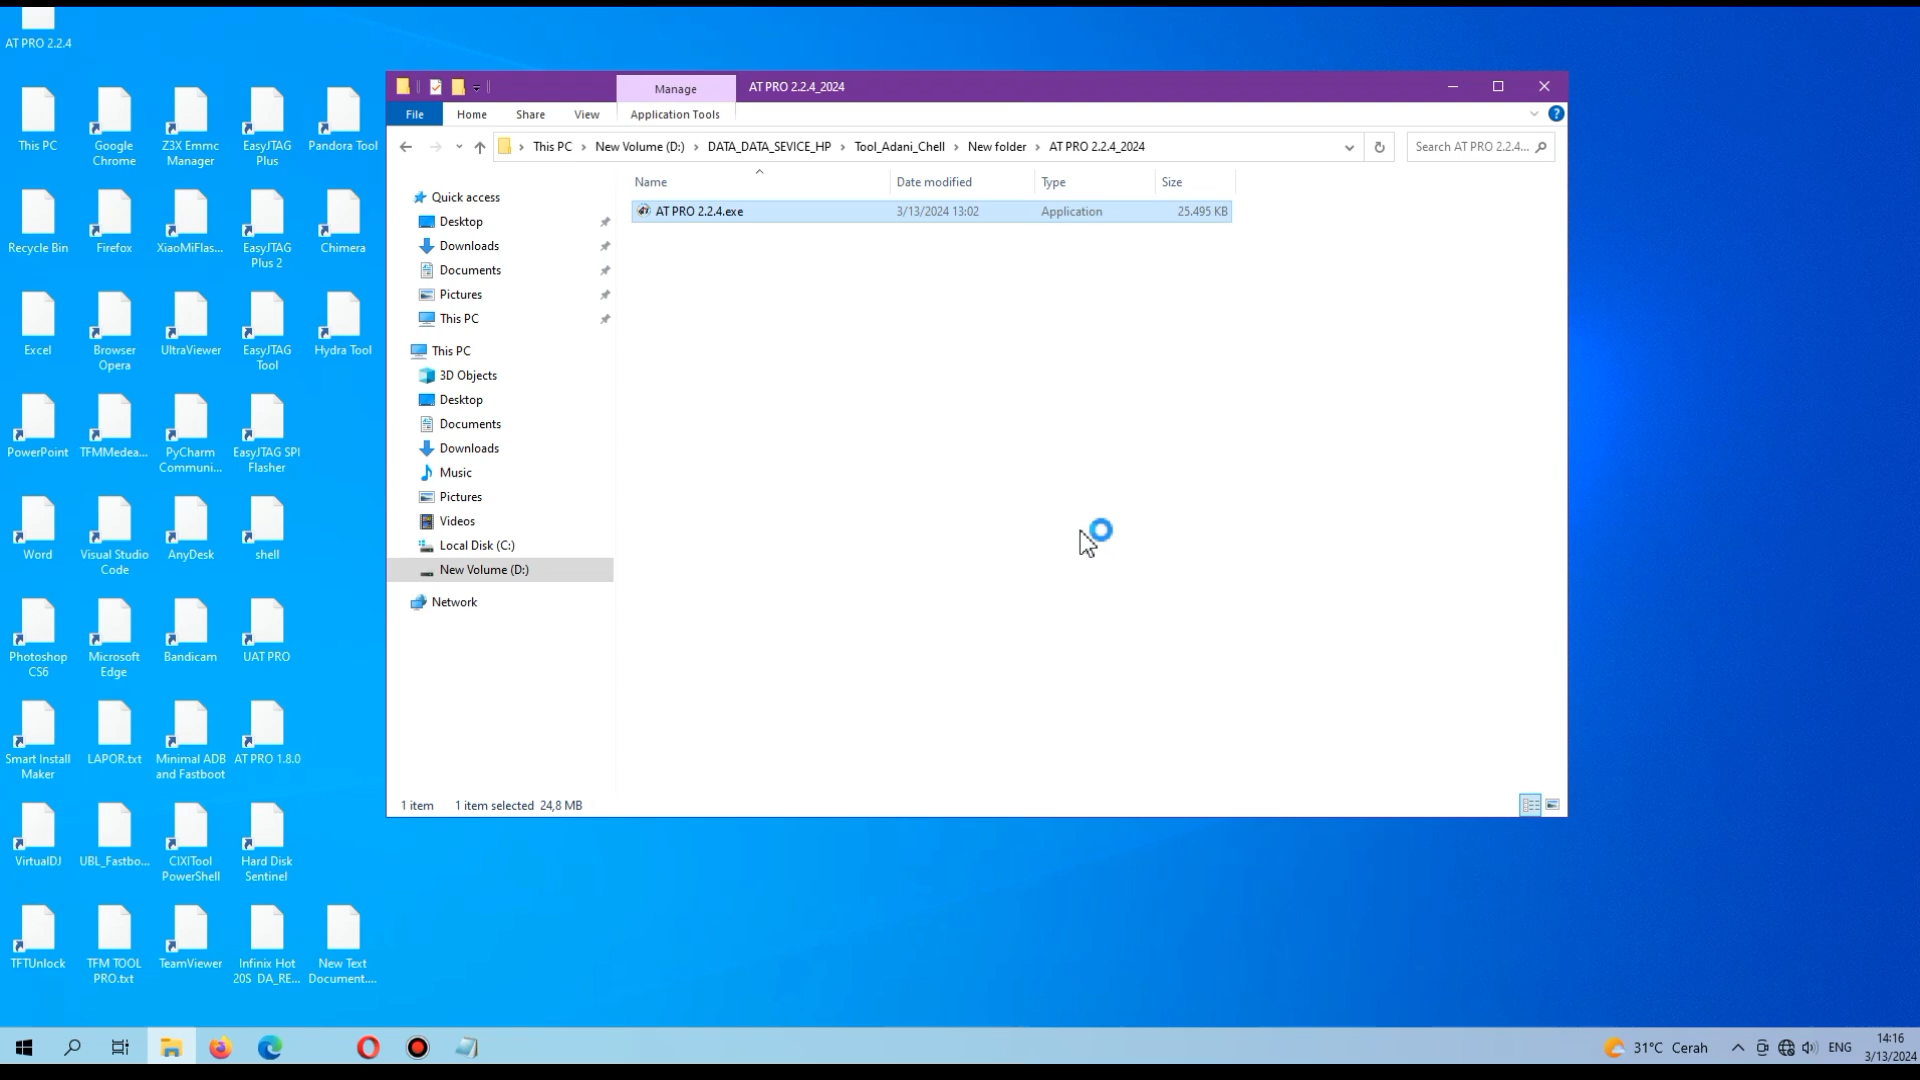 AT PRO 2.2.4
This PC
Google
Chrome
Z3X Emmc
Manager
EasyJTAG
Plus
Pandora Tool
Recycle Bin
Firefox
XiaoMiFlas...
EasyJTAG
Plus 2
Chimera
Excel
Browser
Opera
UltraViewer
EasyJTAG
Tool
Hydra Tool
PowerPoint
TFMMedea...
PyCharm
Communi...
EasyJTAG SPI
Flasher
Word
Visual Studio
Code
AnyDesk
shell
Photoshop
CS6
Microsoft
Edge
Bandicam
UAT PRO
Smart Install
Maker
LAPOR.txt
Minimal ADB
and Fastboot
AT PRO 1.8.0
VirtualDJ
UBL_Fastbo...
CIXITool
PowerShell
Hard Disk
Sentinel
TFTUnlock
TFM TOOL
PRO.txt
TeamViewer
Infinix Hot
20S DA_RE...
New Text
Document....
Manage
AT PRO 2.2.4_2024
File
Home
Share
View
Application Tools
This PC › New Volume (D:) › DATA_DATA_SEVICE_HP › Tool_Adani_Chell › New folder › AT PRO 2.2.4_2024
Search AT PRO 2.2.4...
Quick access
Desktop
Downloads
Documents
Pictures
This PC
This PC
3D Objects
Desktop
Documents
Downloads
Music
Pictures
Videos
Local Disk (C:)
New Volume (D:)
Network
Name Date modified Type Size
AT PRO 2.2.4.exe 3/13/2024 13:02 Application 25.495 KB
1 item 1 item selected 24,8 MB
31°C Cerah
ENG
14:16
3/13/2024